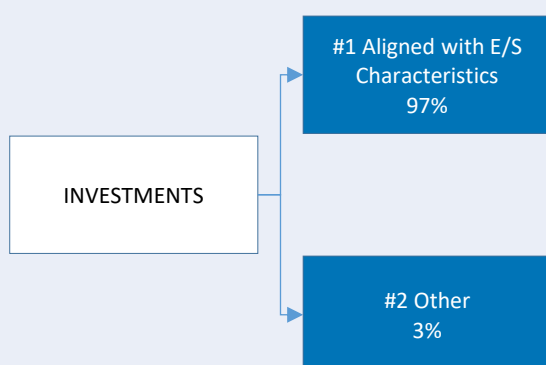 #1 Aligned with E/S
Characteristics
97%
INVESTMENTS
#2 Other
3%